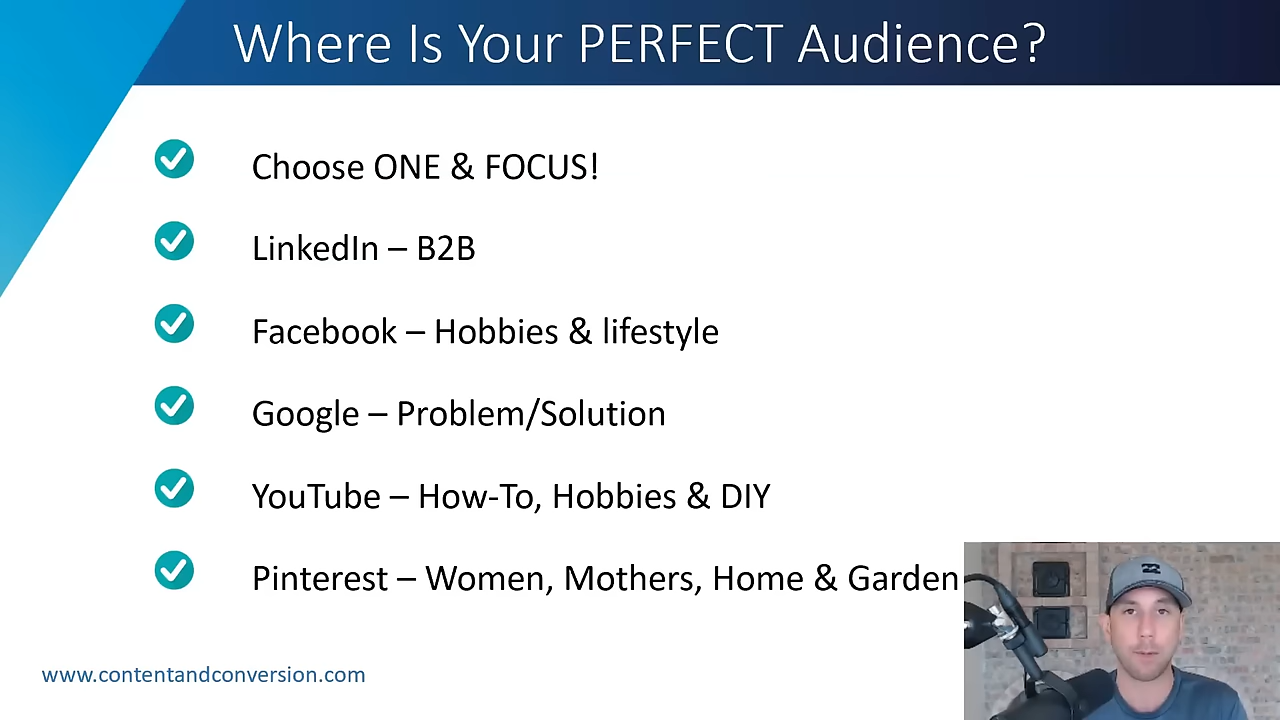 Where Is Your PERFECT Audience?
Choose ONE & FOCUS!
LinkedIn – B2B
Facebook – Hobbies & lifestyle
Google – Problem/Solution
YouTube – How-To, Hobbies & DIY
Pinterest – Women, Mothers, Home & Garden
www.contentandconversion.com